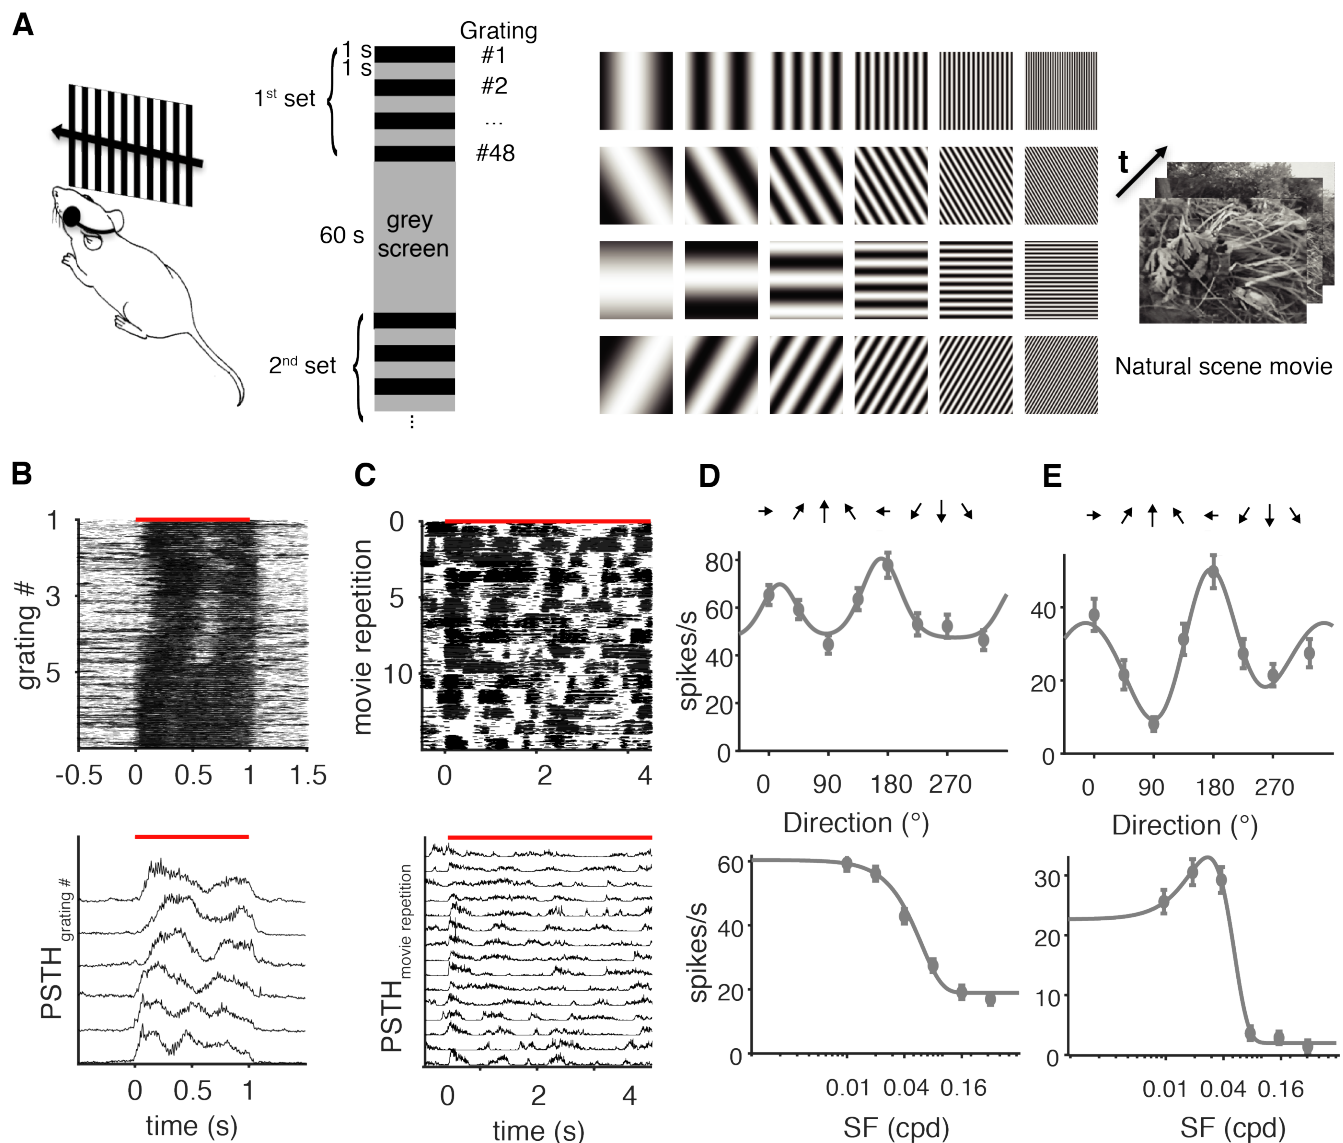 A
Grating
1 s
1 s
#1
#2
...
#48
1st set
60 s
grey
screen
2nd set
...
t
Natural scene movie
B
grating #
1
3
5
-0.5 0 0.5 1 1.5
PSTH grating #
0 0.5 1
time (s)
C
movie repetition
0
5
10
0 2 4
PSTH movie repetition
0 2 4
time (s)
D
spikes/s
80
60
40
20
0
0 90 180 270
Direction (°)
spikes/s
60
40
20
0
0.01 0.04 0.16
SF (cpd)
E
40
20
0
0 90 180 270
Direction (°)
30
20
10
0
0.01 0.04 0.16
SF (cpd)